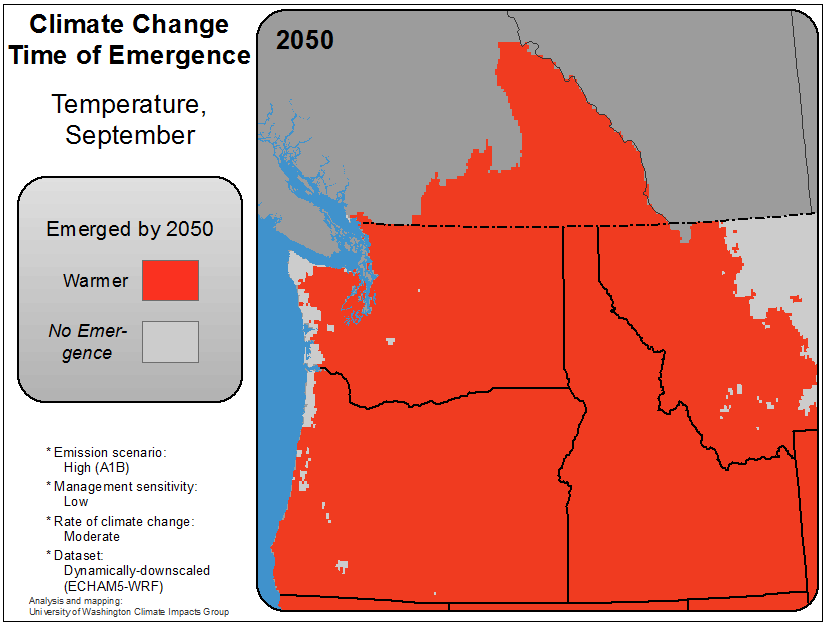 Climate Change
Time of Emergence
Temperature,
September
Emerged by 2050
Warmer
No Emer-
gence
* Emission scenario:
High (A1B)
* Management sensitivity:
Low
* Rate of climate change:
Moderate
* Dataset:
Dynamically-downscaled
(ECHAM5-WRF)
Analysis and mapping:
University of Washington Climate Impacts Group
2050